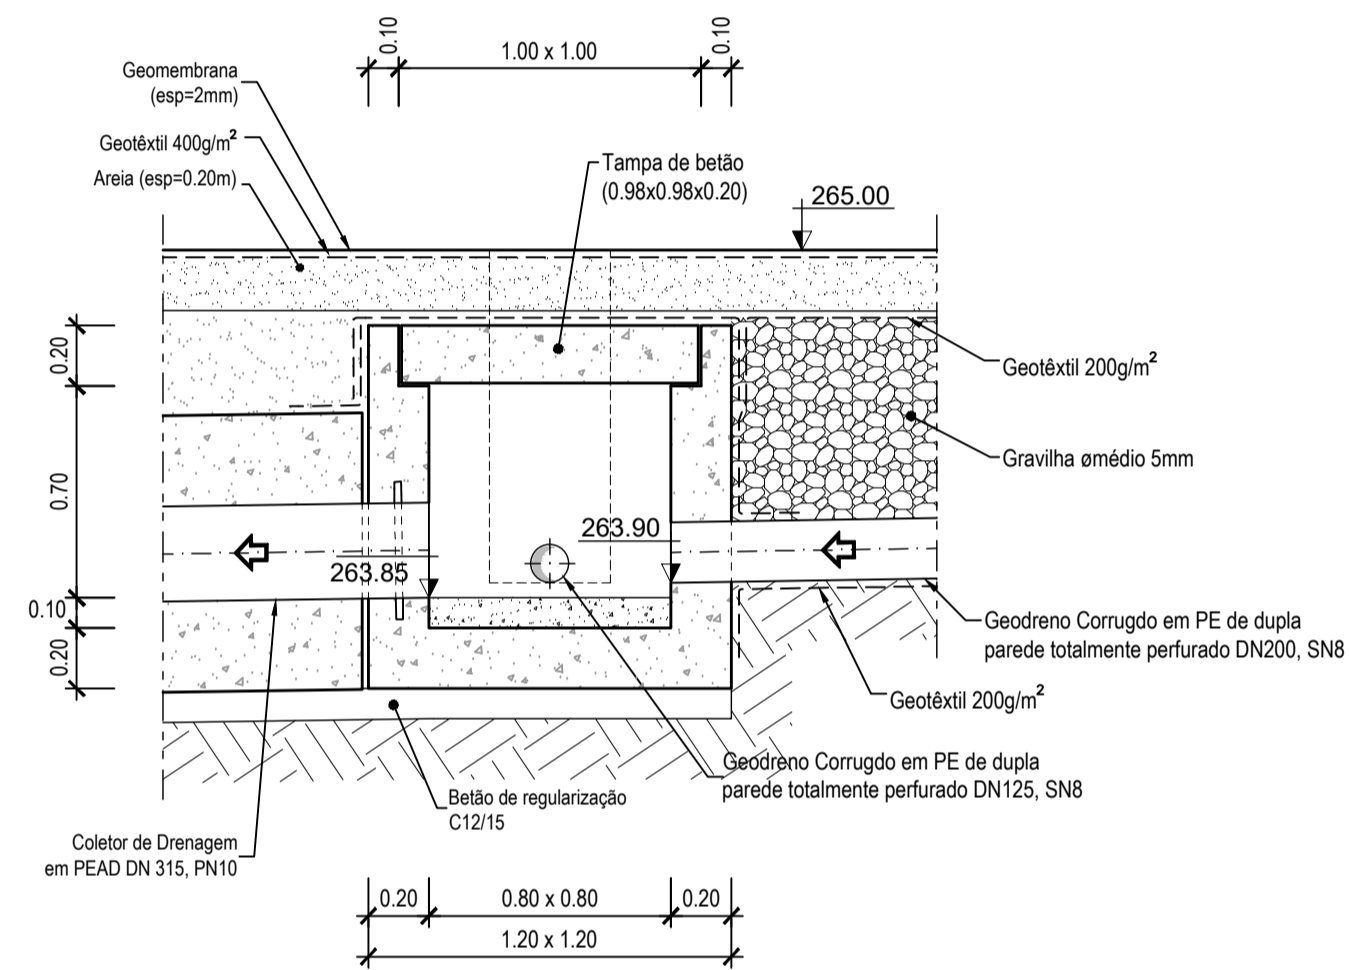 0.10
1.00 x 1.00
0.10
Geomembrana
(esp=2mm)
Geotêxtil 400g/m²
Areia (esp=0.20m)
Tampa de betão
(0.98x0.98x0.20)
265.00
0.20
Geotêxtil 200g/m²
Gravilha ømédio 5mm
0.70
263.90
263.85
0.10
0.20
Geodreno Corrugdo em PE de dupla
parede totalmente perfurado DN200, SN8
Geotêxtil 200g/m²
Geodreno Corrugdo em PE de dupla
parede totalmente perfurado DN125, SN8
Betão de regularização
C12/15
Coletor de Drenagem
em PEAD DN 315, PN10
0.20
0.80 x 0.80
0.20
1.20 x 1.20